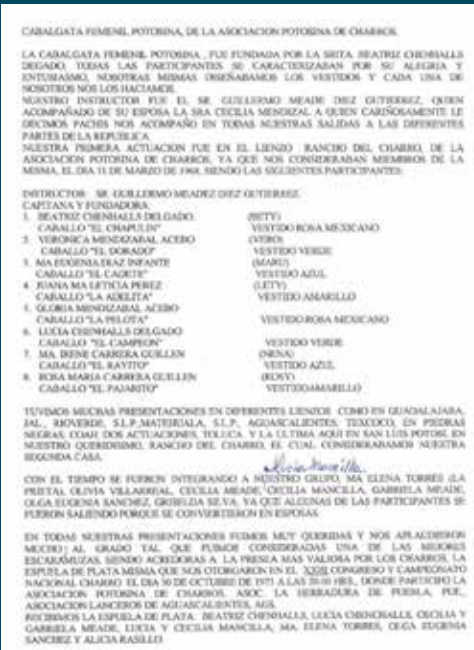 CABALGATA FEMENIL POTOSINA, DE LA ASOCIACION POTOSINA DE CHARROS.
LA CABALGATA FEMENIL POTOSINA , FUE FUNDADA POR LA SRITA. BEATRIZ CHENHALLS
DEGADO, TODAS LAS PARTICIPANTES SE CARACTERIZABAN POR SU ALEGRIA Y
ENTUSIASMO, NOSOTRAS MISMAS DISEÑABAMOS LOS VESTIDOS Y CADA UNA DE
NOSOTROS NOS LOS HACIAMOS.
NUESTRO INSTRUCTOR FUE EL SR. GUILLERMO MEADE DIEZ GUTIERREZ, QUIEN
ACOMPAÑADO DE SU ESPOSA LA SRA CECILIA MENDIZAL A QUIEN CARIÑOSAMENTE LE
DECIMOS PACHIS NOS ACOMPAÑO EN TODAS NUESTRAS SALIDAS A LAS DIFERENTES
PARTES DE LA REPUBLICA
NUESTRA PRIMERA ACTUACION FUE EN EL LIENZO RANCHO DEL CHARRO, DE LA
ASOCIACION POTOSINA DE CHARROS, YA QUE NOS CONSIDERABAN MIEMBROS DE LA
MISMA, EL DIA 31 DE MARZO DE 1968, SIENDO LAS SIGUIENTES PARTICIPANTES:
INSTRUCTOR: SR. GUILLERMO MEADEZ DIEZ GUTIERREZ.
CAPITANA Y FUNDADORA:
1. BEATRIZ CHENHALLS DELGADO (BETY)
CABALLO "EL CHAPULIN" VESTIDO ROSA MEXICANO
2. VERONICA MENDIZABAL ACEBO (VERO)
CABALLO "EL DORADO" VESTIDO VERDE
3. MA EUGENIA DIAZ INFANTE (MARU)
CABALLO "EL CADETE" VESTIDO AZUL
4. JUANA MA LETICIA PEREZ (LETY)
CABALLO "LA ADELITA" VESTIDO AMARILLO
5. GLORIA MENDIZABAL ACEBO
CABALLO "LA PELOTA" VESTIDO ROSA MEXICANO
6. LUCIA CHENHALLS DELGADO
CABALLO "EL CAMPEON" VESTIDO VERDE
7. MA. IRENE CARRERA GUILLEN (NENA)
CABALLO "EL RAYITO" VESTIDO AZUL
8. ROSA MARIA CARRERA GUILLEN (ROSY)
CABALLO "EL PAJARITO" VESTIDO AMARILLO
TUVIMOS MUCHAS PRESENTACIONES EN DIFERENTES LIENZOS COMO EN GUADALAJARA,
JAL., RIOVERDE, S.L.P. MATEHUALA, S.L.P., AGUASCALIENTES, TEXCOCO, EN PIEDRAS
NEGRAS, COAH. DOS ACTUACIONES, TOLUCA Y LA ULTIMA AQUÍ EN SAN LUIS POTOSI, EN
NUESTRO QUERIDISIMO, RANCHO DEL CHARRO, EL CUAL CONSIDERABAMOS NUESTRA
SEGUNDA CASA.
Alicia Mancilla.
CON EL TIEMPO SE FUERON INTEGRANDO A NUESTRO GRUPO, MA ELENA TORRES (LA
PRIETA), OLIVIA VILLARREAL, CECILIA MEADE, CECILIA MANCILLA, GABRIELA MEADE,
OLGA EUGENIA SANCHEZ, GRISELDA SILVA. YA QUE ALGUNAS DE LAS PARTICIPANTES SE
FUERON SALIENDO PORQUE SE CONVIRTIERON EN ESPOSAS.
EN TODAS NUESTRAS PRESENTACIONES FUIMOS MUY QUERIDAS Y NOS APLAUDIERON
MUCHO AL GRADO TAL QUE FUIMOS CONSIDERADAS UNA DE LAS MEJORES
ESCARAMUZAS, SIENDO ACREEDORAS A LA PRESEA MAS VALIOSA POR LOS CHARROS, LA
ESPUELA DE PLATA MISMA QUE NOS OTORGARON EN EL CONGRESO Y CAMPEONATO
NACIONAL CHARRO EL DIA 30 DE OCTUBRE DE 1973 A LAS 20:00 HRS., DONDE PARTICIPO LA
ASOCIACION POTOSINA DE CHARROS, ASOC. LA HERRADURA DE PUEBLA, PUE.,
ASOCIACION LANCEROS DE AGUASCALIENTES, AGS.
RECIBIMOS LA ESPUELA DE PLATA: BEATRIZ CHENHALLS, LUCIA CHENCHALLS, CECILIA Y
GABRIELA MEADE, LUCIA Y CECILIA MANCILLA, MA. ELENA TORRES, OLGA EUGENIA
SANCHEZ Y ALICIA RASILLO